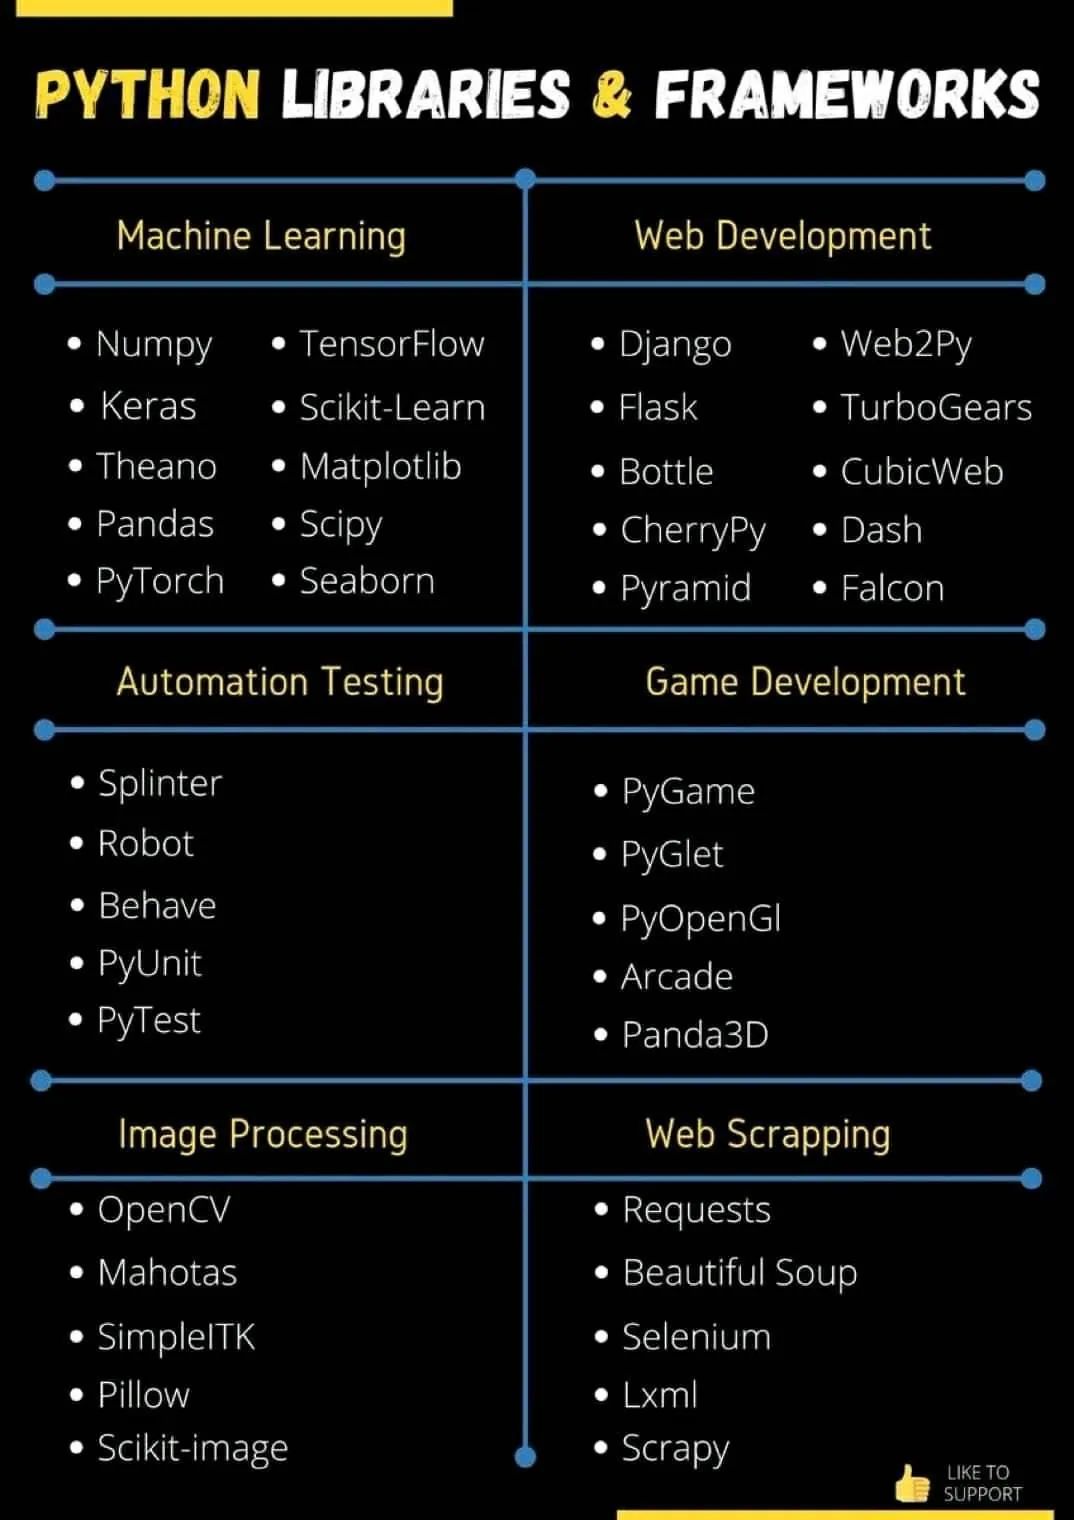 PYTHON LIBRARIES & FRAMEWORKS
Machine Learning
Numpy
Keras
Theano
Pandas
PyTorch
TensorFlow
Scikit-Learn
Matplotlib
Scipy
Seaborn
Web Development
Django
Flask
Bottle
CherryPy
Pyramid
Web2Py
TurboGears
CubicWeb
Dash
Falcon
Automation Testing
Splinter
Robot
Behave
PyUnit
PyTest
Game Development
PyGame
PyGlet
PyOpenGl
Arcade
Panda3D
Image Processing
OpenCV
Mahotas
SimpleITK
Pillow
Scikit-image
Web Scrapping
Requests
Beautiful Soup
Selenium
Lxml
Scrapy
LIKE TO
SUPPORT